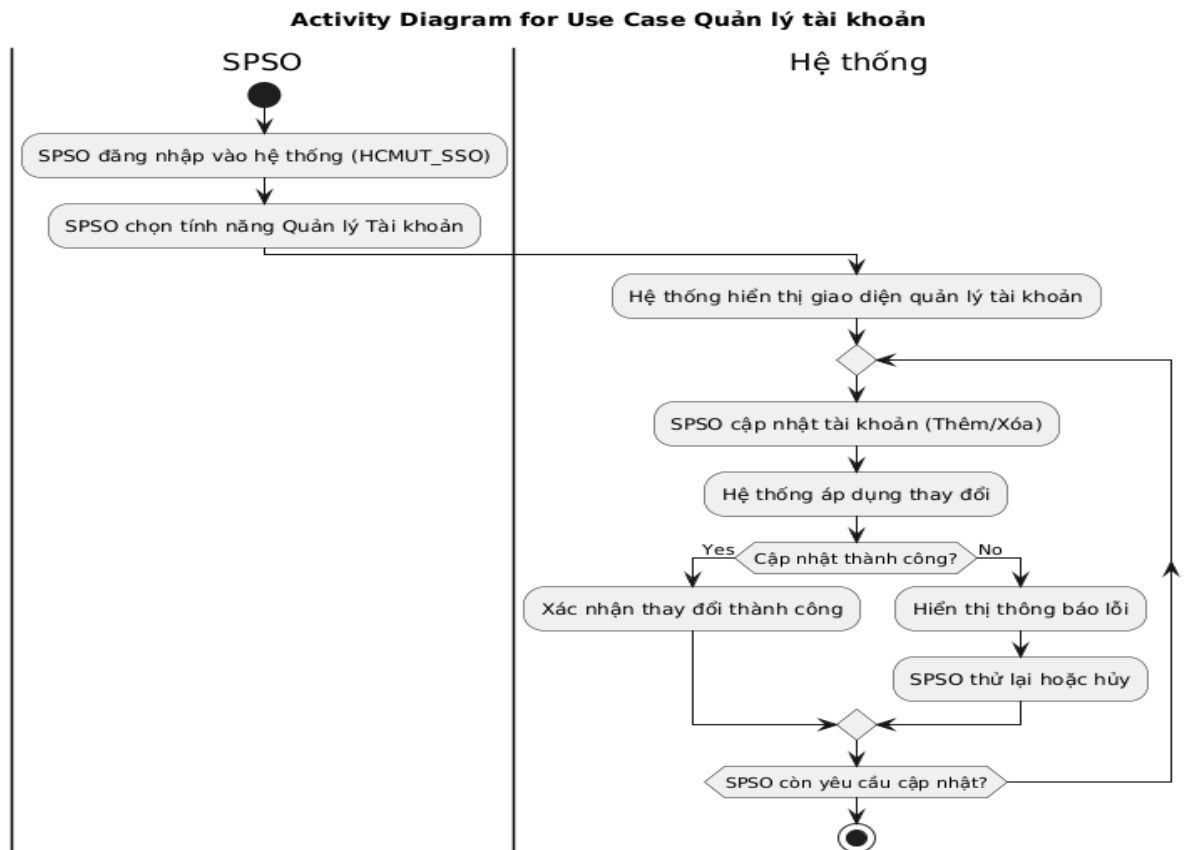 Activity Diagram for Use Case Quản lý tài khoản
SPSO
Hệ thống
SPSO đăng nhập vào hệ thống (HCMUT_SSO)
SPSO chọn tính năng Quản lý Tài khoản
Hệ thống hiển thị giao diện quản lý tài khoản
SPSO cập nhật tài khoản (Thêm/Xóa)
Hệ thống áp dụng thay đổi
Yes
Cập nhật thành công?
No
Xác nhận thay đổi thành công
Hiển thị thông báo lỗi
SPSO thử lại hoặc hủy
SPSO còn yêu cầu cập nhật?